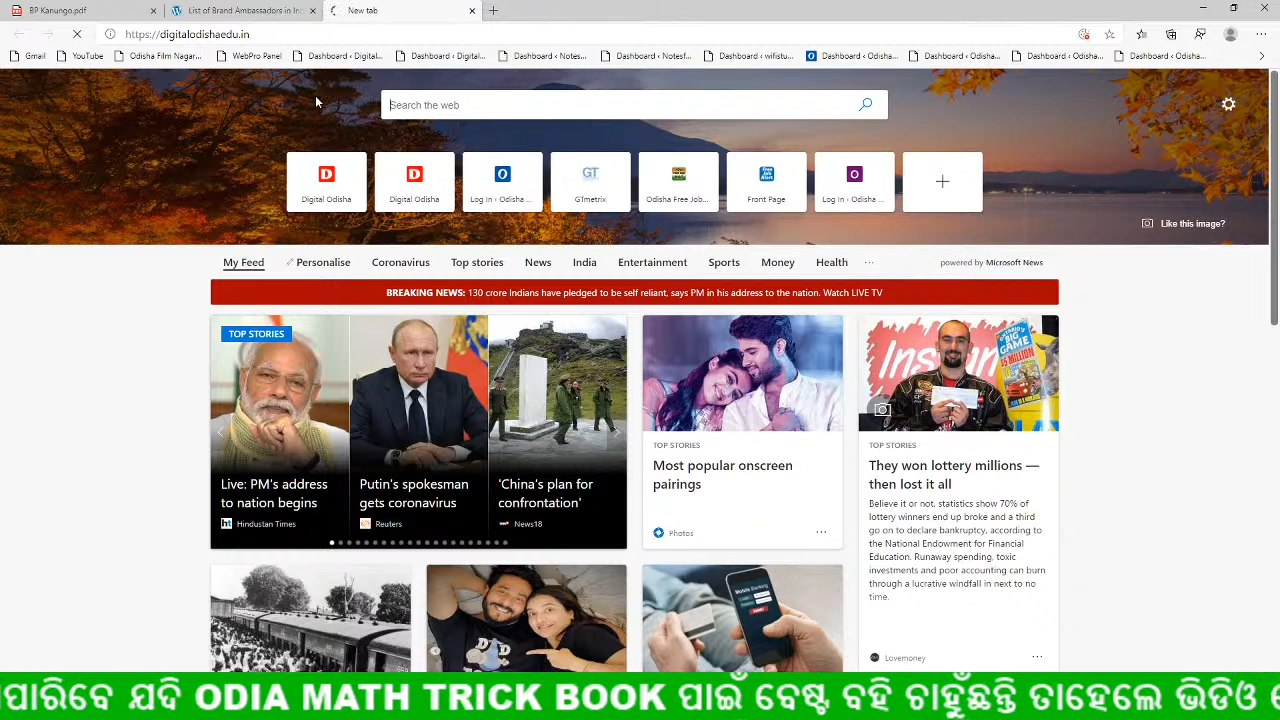 BP Kanungo.pdf
List of Brand Ambassadors in Inc
New tab
https://digitalodishaedu.in
Gmail
YouTube
Odisha Film Nagar...
WebPro Panel
Dashboard ‹ Digital...
Dashboard ‹ Digital...
Dashboard ‹ Notes...
Dashboard ‹ Notesf...
Dashboard ‹ wifistu...
Dashboard ‹ Odisha...
Dashboard ‹ Odisha...
Dashboard ‹ Odisha...
Dashboard ‹ Odisha...
Search the web
Digital Odisha
Digital Odisha
Log In ‹ Odisha ...
GT
GTmetrix
Odisha Free Job...
Free Job Alert
Front Page
Log In ‹ Odisha ...
Like this image?
My Feed
Personalise
Coronavirus
Top stories
News
India
Entertainment
Sports
Money
Health
powered by Microsoft News
BREAKING NEWS: 130 crore Indians have pledged to be self reliant, says PM in his address to the nation. Watch LIVE TV
TOP STORIES
Live: PM's address
to nation begins
Hindustan Times
Putin's spokesman
gets coronavirus
Reuters
'China's plan for
confrontation'
News18
TOP STORIES
Most popular onscreen
pairings
Photos
TOP STORIES
They won lottery millions —
then lost it all
Believe it or not, statistics show 70% of
lottery winners end up broke and a third
go on to declare bankruptcy, according to
the National Endowment for Financial
Education. Runaway spending, toxic
investments and poor accounting can burn
through a lucrative windfall in next to no
time.
Lovemoney
Mobile Banking
ପାରିବେ ଯଦି ODIA MATH TRICK BOOK ପାଇଁ ବେଷ୍ଟ ବହି ଚାହୁଁଛନ୍ତି ତାହେଲେ ଭିଡିଓ